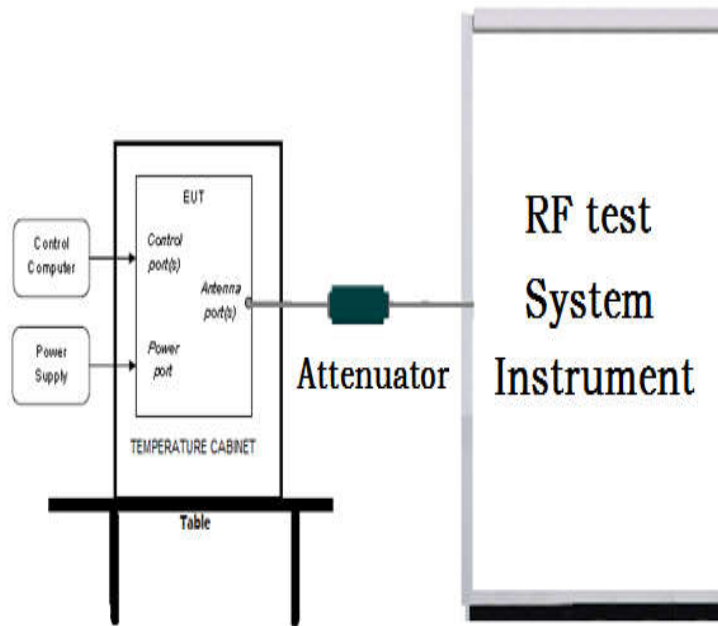 EUT
Control
Computer
Control
port(s)
Antenna
port(s)
Power
Supply
Power
port
TEMPERATURE CABINET
Table
Attenuator
RF test
System
Instrument